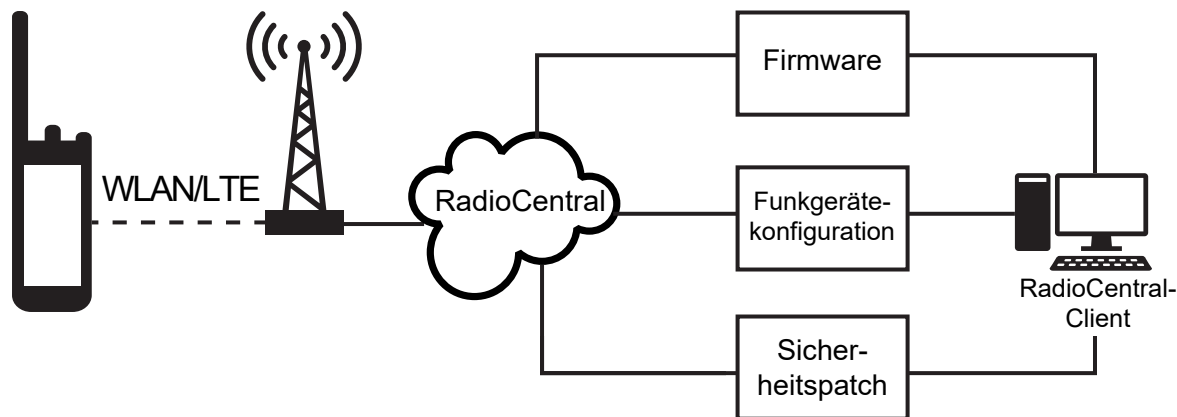 Firmware
WLAN/LTE
RadioCentral
Funkgeräte-
konfiguration
RadioCentral-
Client
Sicher-
heitspatch